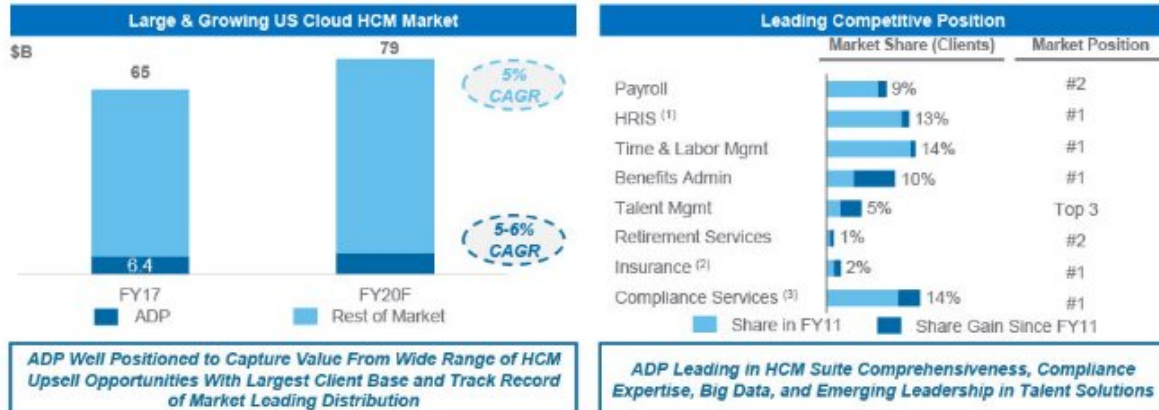 Large & Growing US Cloud HCM Market
$B
65
79
5%
CAGR
5-6%
CAGR
6.4
FY17
FY20F
ADP
Rest of Market
ADP Well Positioned to Capture Value From Wide Range of HCM
Upsell Opportunities With Largest Client Base and Track Record
of Market Leading Distribution
Leading Competitive Position
Market Share (Clients) Market Position
Payroll 9% #2
HRIS (1) 13% #1
Time & Labor Mgmt 14% #1
Benefits Admin 10% #1
Talent Mgmt 5% Top 3
Retirement Services 1% #2
Insurance (2) 2% #1
Compliance Services (3) 14% #1
Share in FY11 Share Gain Since FY11
ADP Leading in HCM Suite Comprehensiveness, Compliance
Expertise, Big Data, and Emerging Leadership in Talent Solutions